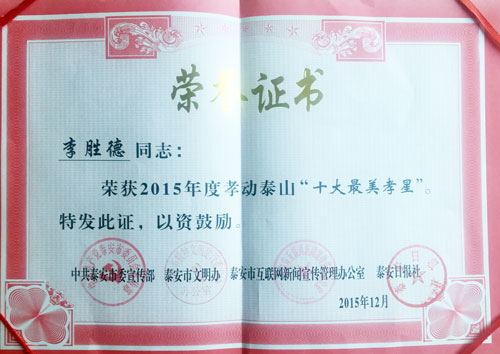 荣誉证书
李胜德 同志：
荣获2015年度孝动泰山“十大最美孝星”。
特发此证，以资鼓励。
中共泰安市委宣传部 泰安市文明办 泰安市互联网新闻宣传管理办公室 泰安日报社
2015年12月